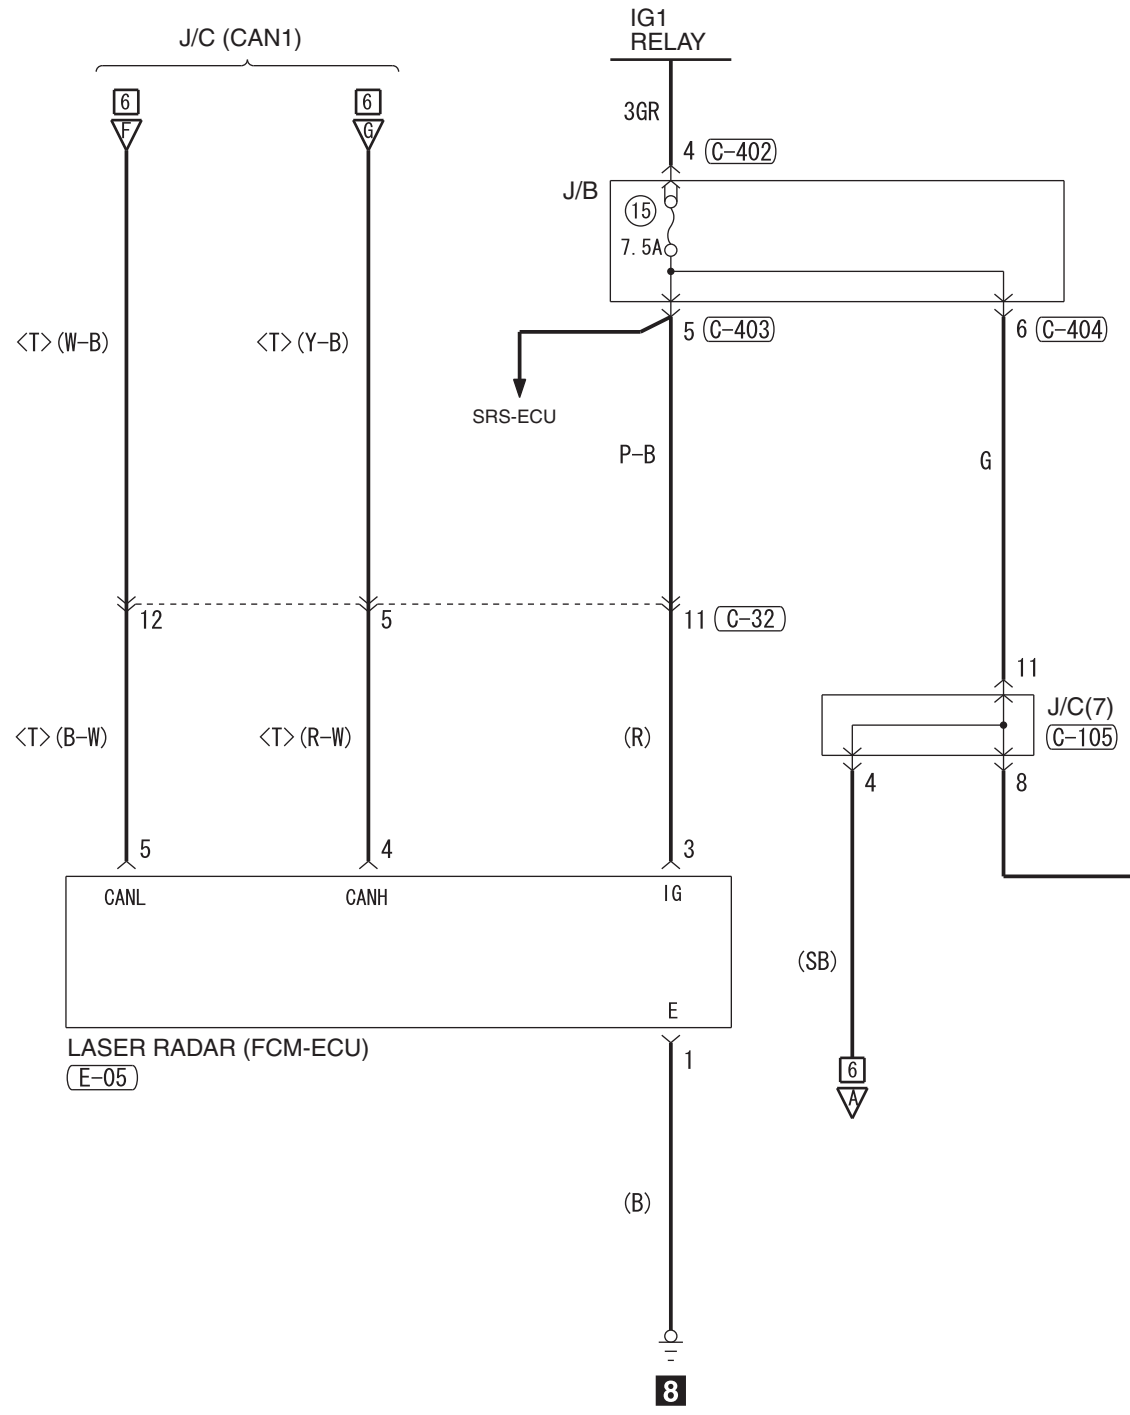 IG1
RELAY
J/C (CAN1)
6
F
6
G
3GR
4 (C-402)
J/B
15
7.5A
5 (C-403)
6 (C-404)
SRS-ECU
<T>(W-B)
<T>(Y-B)
P-B
G
12
5
11 (C-32)
11
J/C(7)
(C-105)
<T>(B-W)
<T>(R-W)
(R)
4
8
5
4
3
CANL
CANH
IG
E
(SB)
LASER RADAR (FCM-ECU)
(E-05)
1
6
A
(B)
8